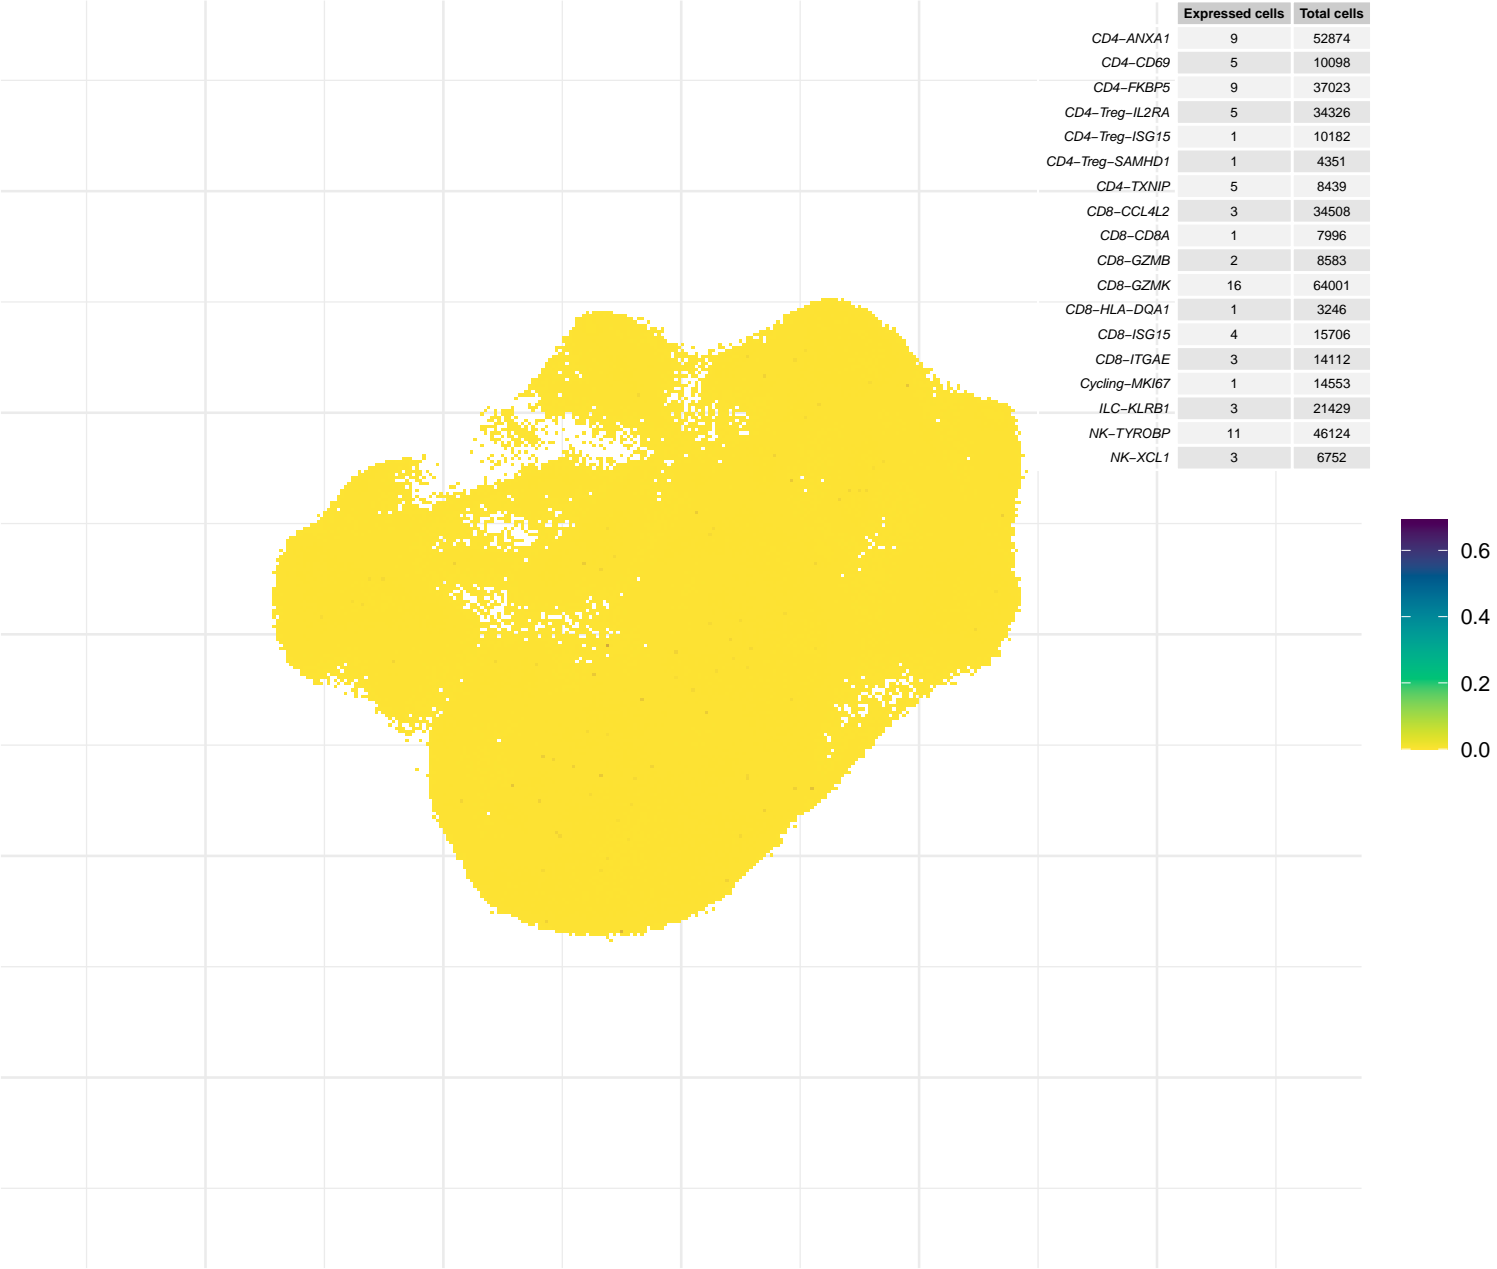 Expressed cells Total cells
CD4−ANXA1 9 52874
CD4−CD69 5 10098
CD4−FKBP5 9 37023
CD4−Treg−IL2RA 5 34326
CD4−Treg−ISG15 1 10182
CD4−Treg−SAMHD1 1 4351
CD4−TXNIP 5 8439
CD8−CCL4L2 3 34508
CD8−CD8A 1 7996
CD8−GZMB 2 8583
CD8−GZMK 16 64001
CD8−HLA−DQA1 1 3246
CD8−ISG15 4 15706
CD8−ITGAE 3 14112
Cycling−MKI67 1 14553
ILC−KLRB1 3 21429
NK−TYROBP 11 46124
NK−XCL1 3 6752
0.6
0.4
0.2
0.0